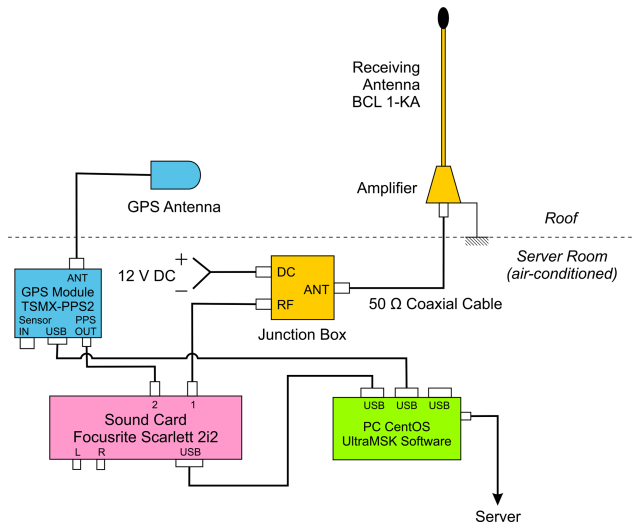 Receiving
Antenna
BCL 1-KA
Amplifier
GPS Antenna
Roof
Server Room
(air-conditioned)
12 V DC
+
−
DC
ANT
RF
Junction Box
50 Ω Coaxial Cable
ANT
GPS Module
TSMX-PPS2
Sensor PPS
IN USB OUT
2 1
Sound Card
Focusrite Scarlett 2i2
L R USB
USB USB USB
PC CentOS
UltraMSK Software
Server